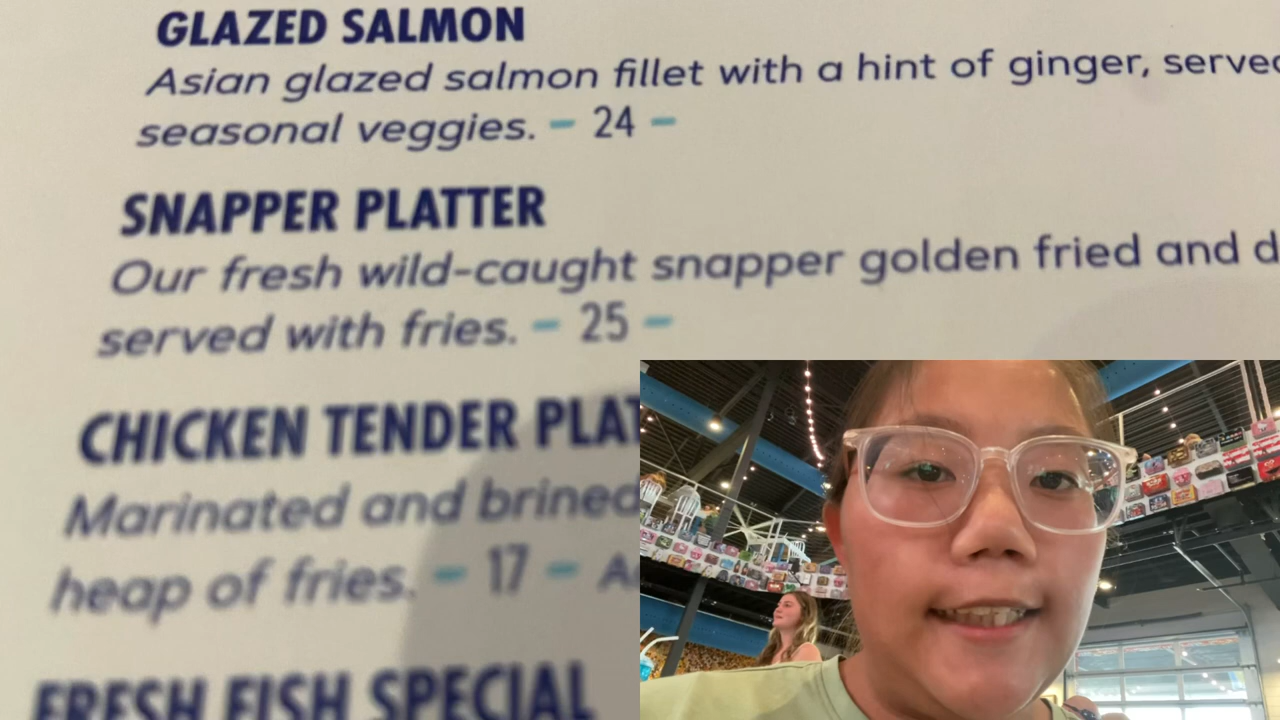 GLAZED SALMON
Asian glazed salmon fillet with a hint of ginger, served
seasonal veggies. - 24 -
SNAPPER PLATTER
Our fresh wild-caught snapper golden fried and d
served with fries. - 25 -
CHICKEN TENDER PLAT
Marinated and brined
heap of fries. - 17 - A
FRESH FISH SPECIAL